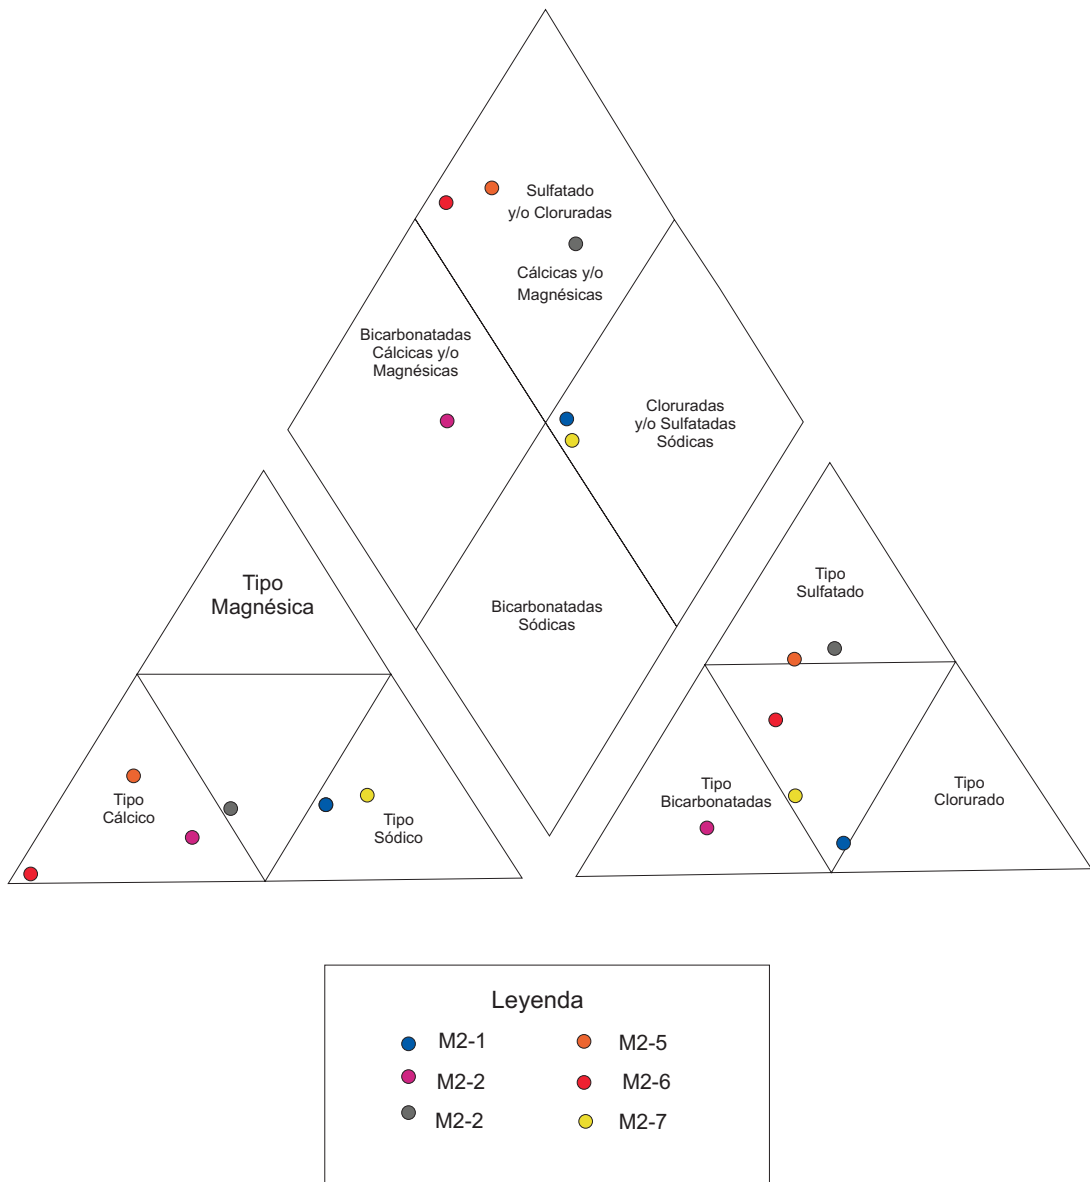 Sulfatado
y/o Cloruradas
Cálcicas y/o
Magnésicas
Bicarbonatadas
Cálcicas y/o
Magnésicas
Cloruradas
y/o Sulfatadas
Sódicas
Bicarbonatadas
Sódicas
Tipo
Magnésica
Tipo
Cálcico
Tipo
Sódico
Tipo
Sulfatado
Tipo
Bicarbonatadas
Tipo
Clorurado
Leyenda
M2-1
M2-2
M2-2
M2-5
M2-6
M2-7